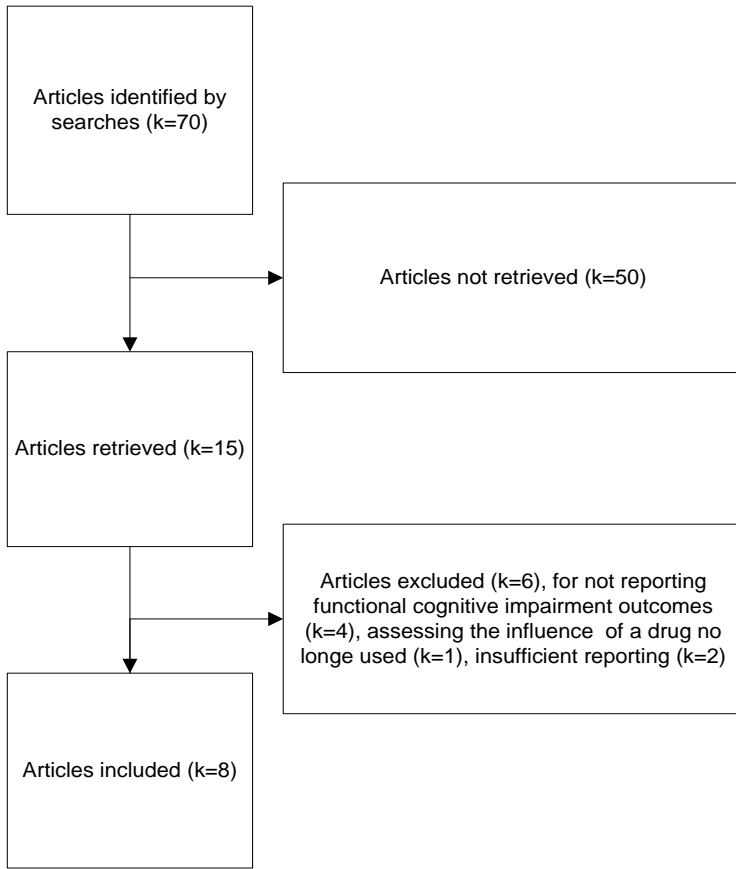 Articles identified by
searches (k=70)
Articles not retrieved (k=50)
Articles retrieved (k=15)
Articles excluded (k=6), for not reporting
functional cognitive impairment outcomes
(k=4), assessing the influence  of a drug no
longe used (k=1), insufficient reporting (k=2)
Articles included (k=8)